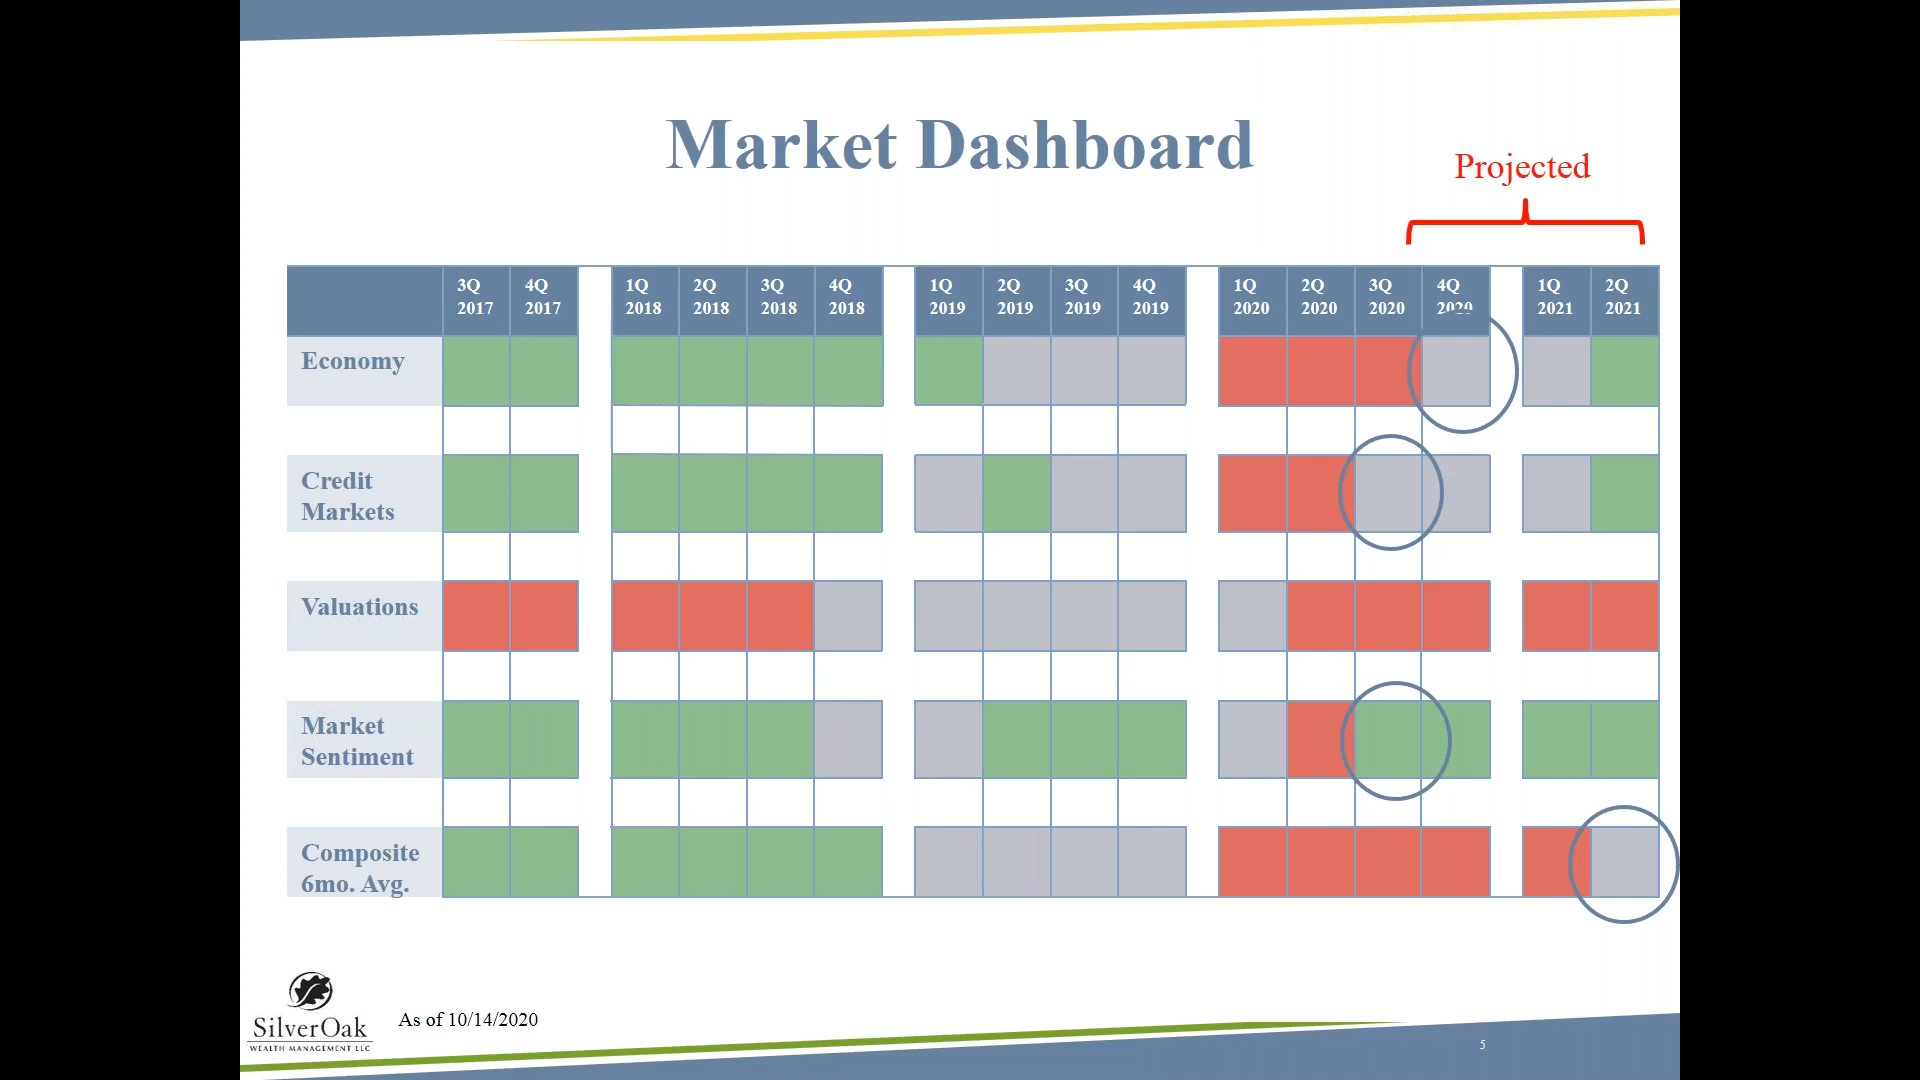 Market Dashboard
Projected
3Q 4Q 1Q 2Q 3Q 4Q 1Q 2Q 3Q 4Q 1Q 2Q 3Q 4Q 1Q 2Q
2017 2017 2018 2018 2018 2018 2019 2019 2019 2019 2020 2020 2020 2020 2021 2021
Economy
Credit
Markets
Valuations
Market
Sentiment
Composite
6mo. Avg.
SilverOak
WEALTH MANAGEMENT LLC
As of 10/14/2020
5